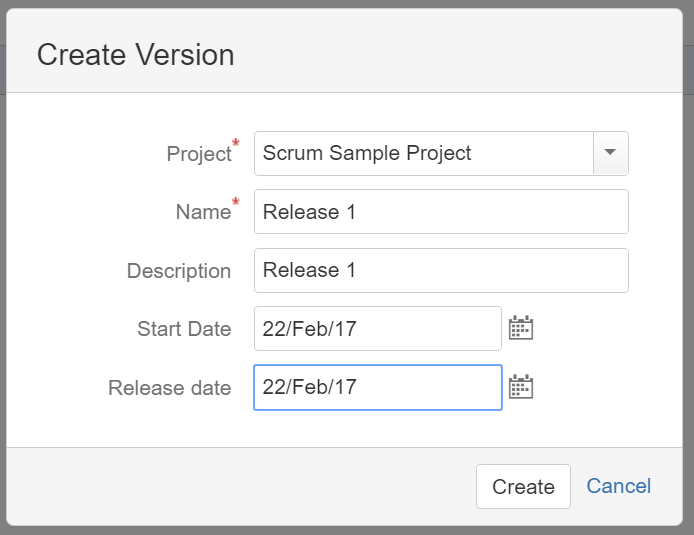 Create Version
Project* Scrum Sample Project
Name* Release 1
Description Release 1
Start Date 22/Feb/17
Release date 22/Feb/17
Create Cancel